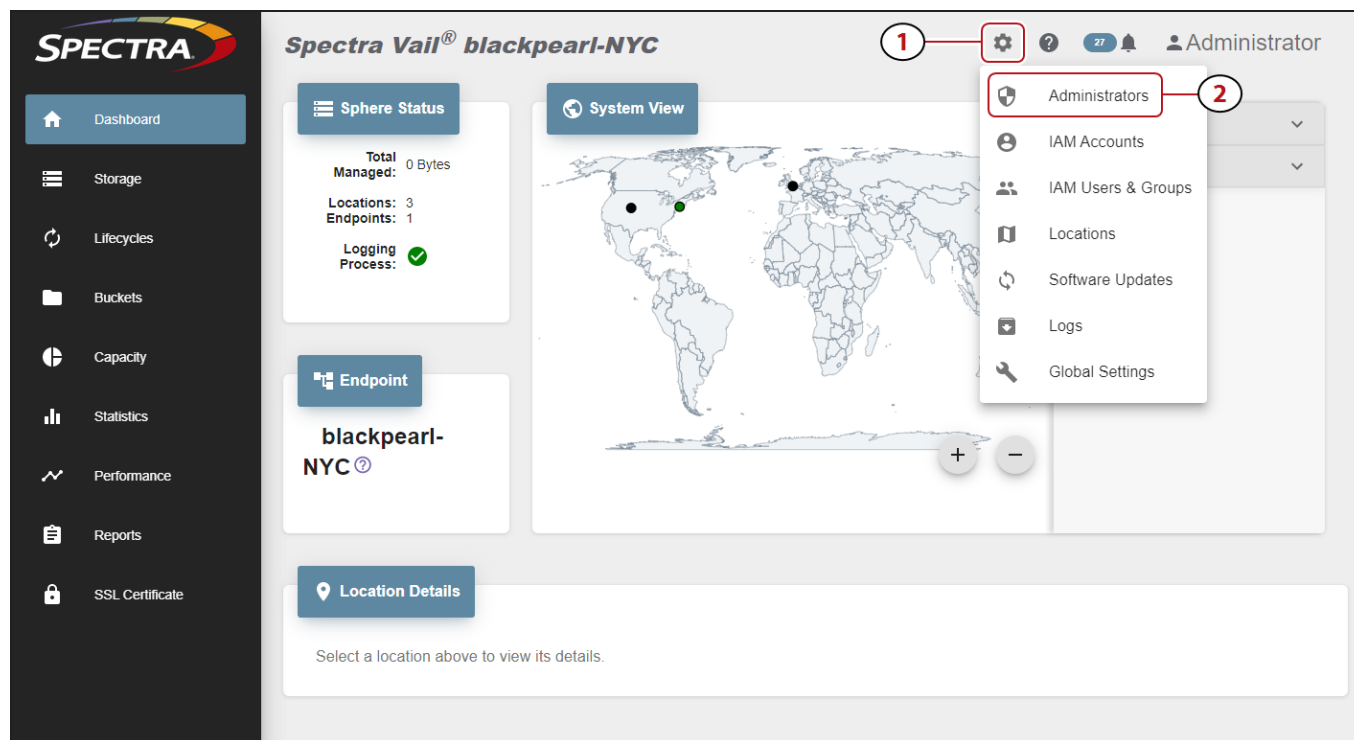 SPECTRA
Spectra Vail® blackpearl-NYC
1
27
Administrator
Dashboard
Storage
Lifecycles
Buckets
Capacity
Statistics
Performance
Reports
SSL Certificate
Sphere Status
Total Managed: 0 Bytes
Locations: 3
Endpoints: 1
Logging Process:
System View
+
−
Administrators
2
IAM Accounts
IAM Users & Groups
Locations
Software Updates
Logs
Global Settings
Endpoint
blackpearl-
NYC
Location Details
Select a location above to view its details.